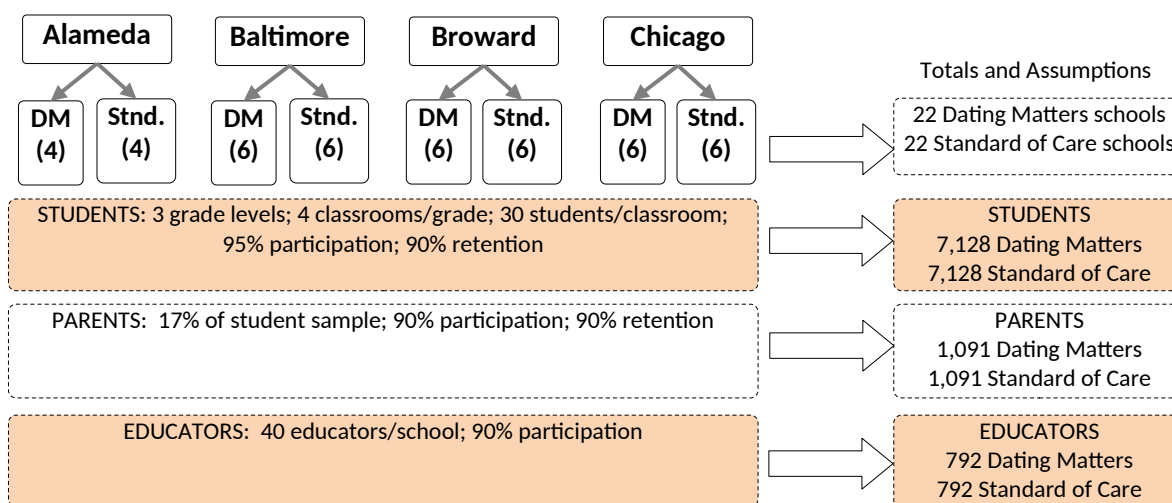 Alameda
Baltimore
Broward
Chicago
Totals and Assumptions
DM
(4)
Stnd.
(4)
DM
(6)
Stnd.
(6)
DM
(6)
Stnd.
(6)
DM
(6)
Stnd.
(6)
22 Dating Matters schools
22 Standard of Care schools
STUDENTS: 3 grade levels; 4 classrooms/grade; 30 students/classroom;
95% participation; 90% retention
STUDENTS
7,128 Dating Matters
7,128 Standard of Care
PARENTS: 17% of student sample; 90% participation; 90% retention
PARENTS
1,091 Dating Matters
1,091 Standard of Care
EDUCATORS: 40 educators/school; 90% participation
EDUCATORS
792 Dating Matters
792 Standard of Care